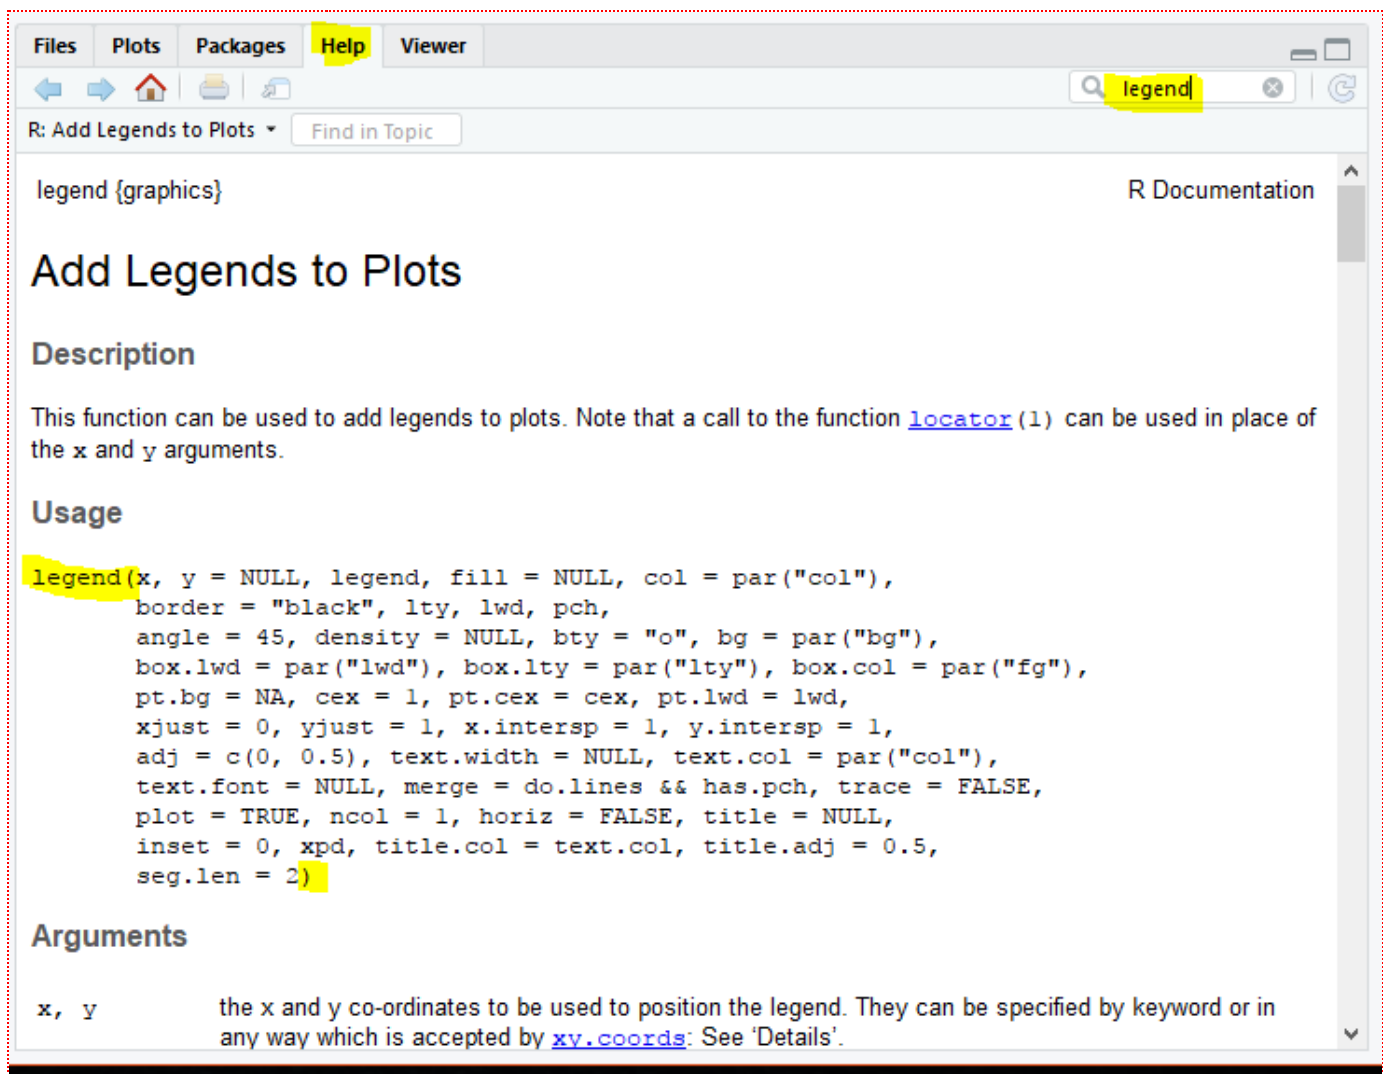 Files Plots Packages Help Viewer
legend
R: Add Legends to Plots Find in Topic
legend {graphics} R Documentation
Add Legends to Plots
Description
This function can be used to add legends to plots. Note that a call to the function locator(1) can be used in place of
the x and y arguments.
Usage
legend(x, y = NULL, legend, fill = NULL, col = par("col"),
border = "black", lty, lwd, pch,
angle = 45, density = NULL, bty = "o", bg = par("bg"),
box.lwd = par("lwd"), box.lty = par("lty"), box.col = par("fg"),
pt.bg = NA, cex = 1, pt.cex = cex, pt.lwd = lwd,
xjust = 0, yjust = 1, x.intersp = 1, y.intersp = 1,
adj = c(0, 0.5), text.width = NULL, text.col = par("col"),
text.font = NULL, merge = do.lines && has.pch, trace = FALSE,
plot = TRUE, ncol = 1, horiz = FALSE, title = NULL,
inset = 0, xpd, title.col = text.col, title.adj = 0.5,
seg.len = 2)
Arguments
x, y the x and y co-ordinates to be used to position the legend. They can be specified by keyword or in
any way which is accepted by xy.coords: See ‘Details’.